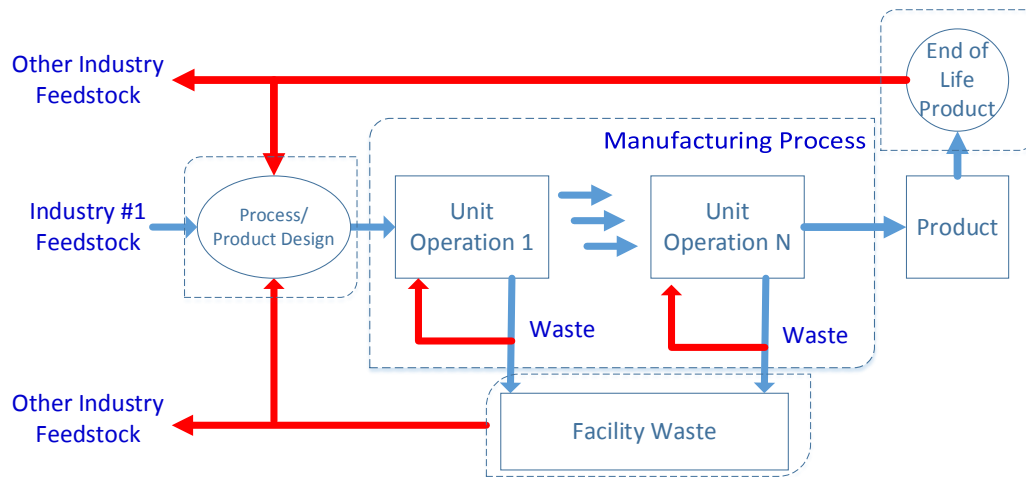 Other Industry
Feedstock
End of
Life
Product
Manufacturing Process
Industry #1
Feedstock
Process/
Product Design
Unit
Operation 1
Unit
Operation N
Product
Waste
Waste
Other Industry
Feedstock
Facility Waste